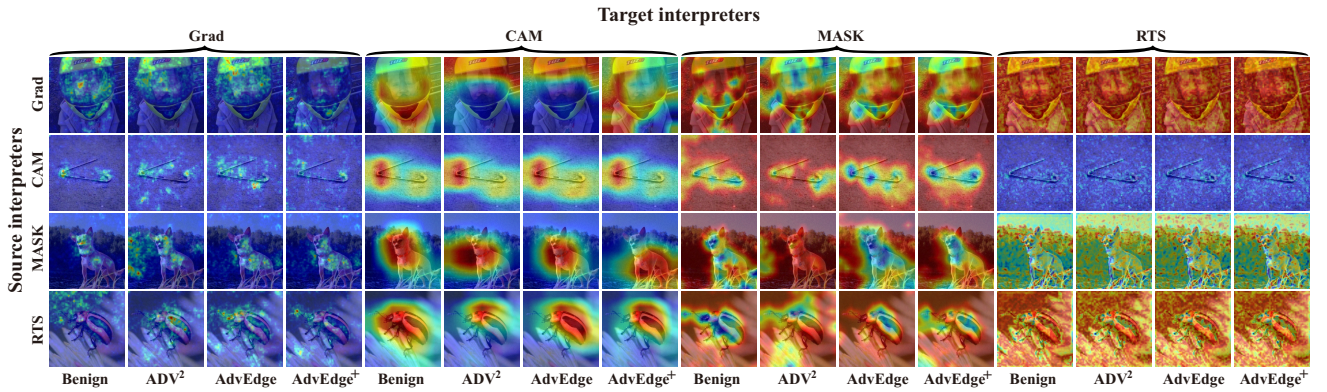 Target interpreters
Grad CAM MASK RTS
Source interpreters
Grad
CAM
MASK
RTS
Benign ADV² AdvEdge AdvEdge⁺ Benign ADV² AdvEdge AdvEdge⁺ Benign ADV² AdvEdge AdvEdge⁺ Benign ADV² AdvEdge AdvEdge⁺